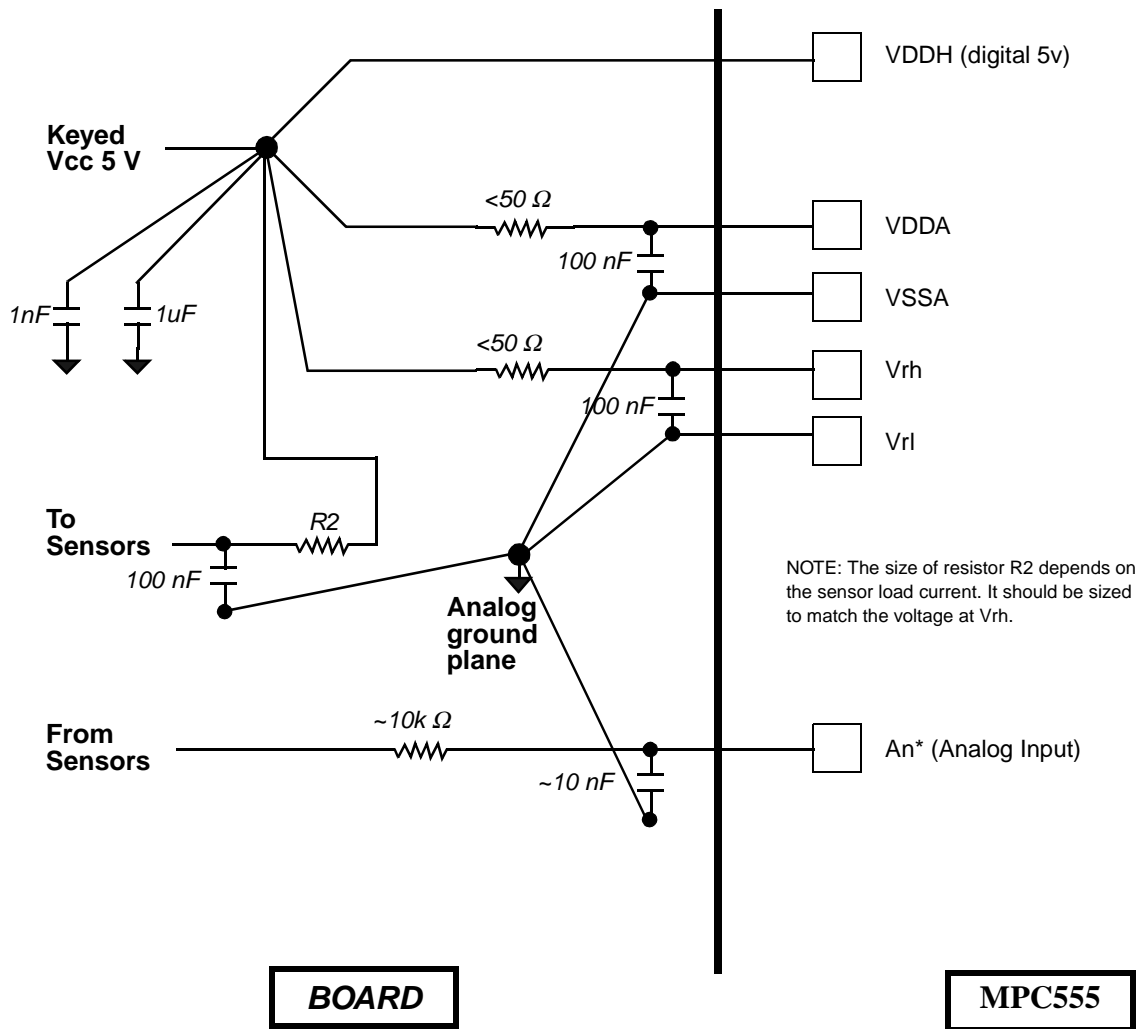 VDDH (digital 5v)
Keyed
Vcc 5 V
<50 Ω
VDDA
100 nF
VSSA
1nF
1uF
<50 Ω
Vrh
100 nF
Vrl
To
Sensors
R2
100 nF
NOTE: The size of resistor R2 depends on
the sensor load current. It should be sized
to match the voltage at Vrh.
Analog
ground
plane
From
Sensors
~10k Ω
~10 nF
An* (Analog Input)
BOARD
MPC555